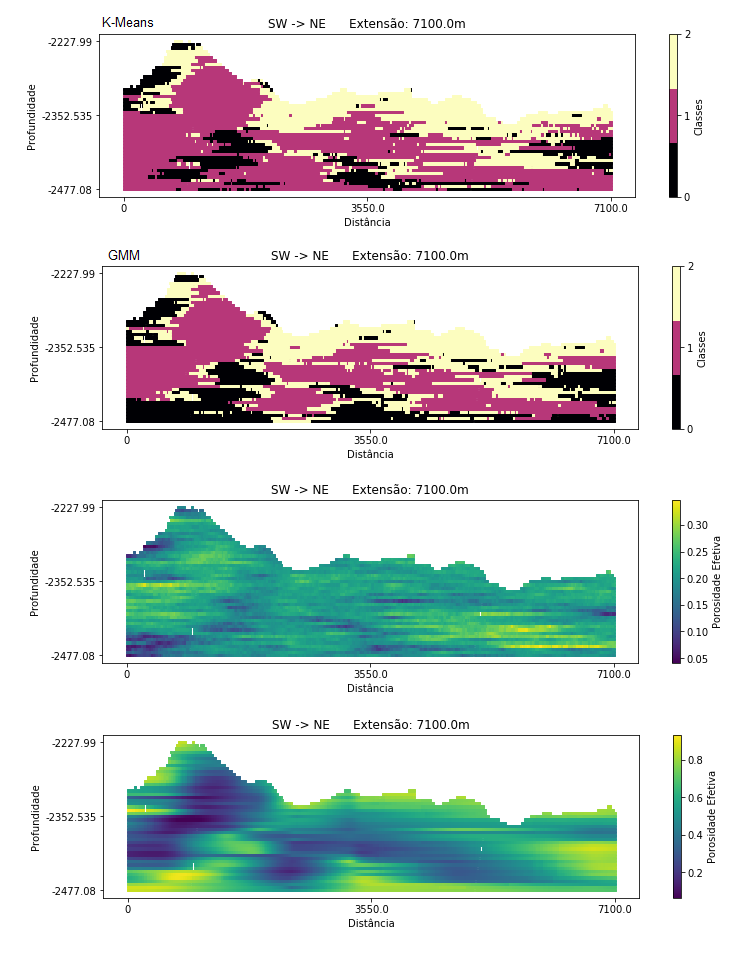 K-Means
SW -> NE Extensão: 7100.0m
-2227.99
-2352.535
-2477.08
Profundidade
0 3550.0 7100.0
Distância
2
1
0
Classes
GMM
SW -> NE Extensão: 7100.0m
-2227.99
-2352.535
-2477.08
Profundidade
0 3550.0 7100.0
Distância
2
1
0
Classes
SW -> NE Extensão: 7100.0m
-2227.99
-2352.535
-2477.08
Profundidade
0 3550.0 7100.0
Distância
0.30
0.25
0.20
0.15
0.10
0.05
Porosidade Efetiva
SW -> NE Extensão: 7100.0m
-2227.99
-2352.535
-2477.08
Profundidade
0 3550.0 7100.0
Distância
0.8
0.6
0.4
0.2
Porosidade Efetiva